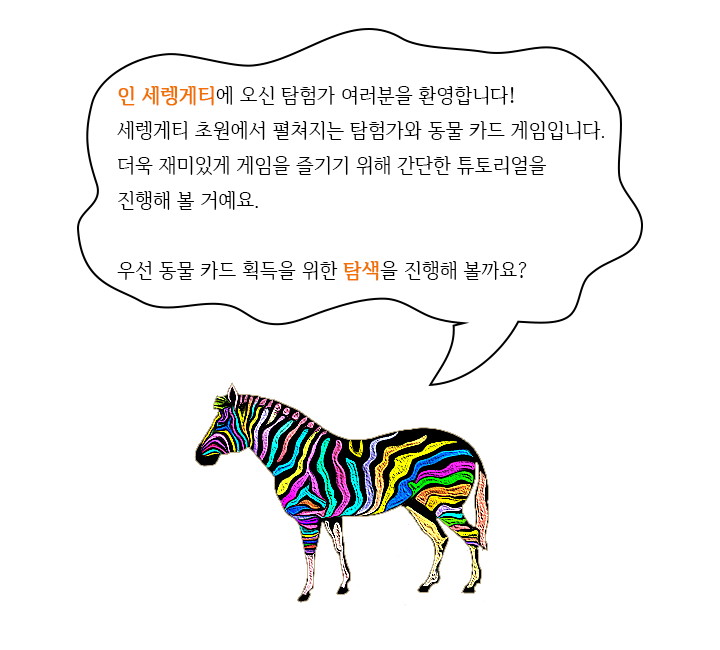 인 세렝게티에 오신 탐험가 여러분을 환영합니다!
세렝게티 초원에서 펼쳐지는 탐험가와 동물 카드 게임입니다.
더욱 재미있게 게임을 즐기기 위해 간단한 튜토리얼을
진행해 볼 거예요.
우선 동물 카드 획득을 위한 탐색을 진행해 볼까요?